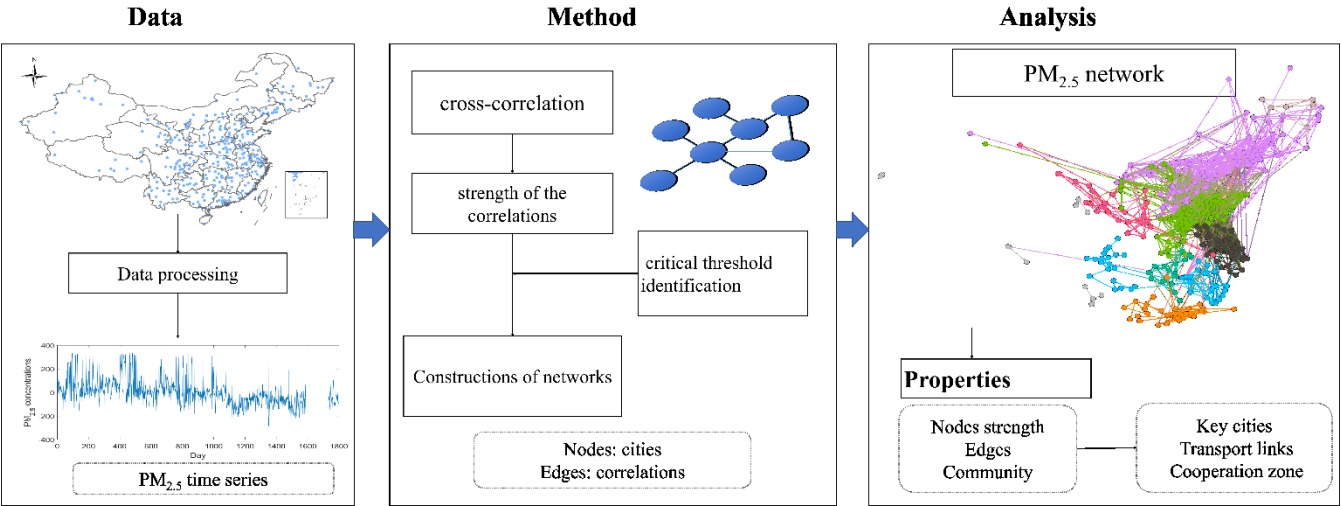 Data
N
Data processing
400
200
0
-200
-400
PM2.5 concentrations
0
200
400
600
800
1000
1200
1400
1600
1800
Day
PM2.5 time series
Method
cross-correlation
strength of the
correlations
critical threshold
identification
Constructions of networks
Nodes: cities
Edges: correlations
Analysis
PM2.5 network
Properties
Nodes strength
Edges
Community
Key cities
Transport links
Cooperation zone